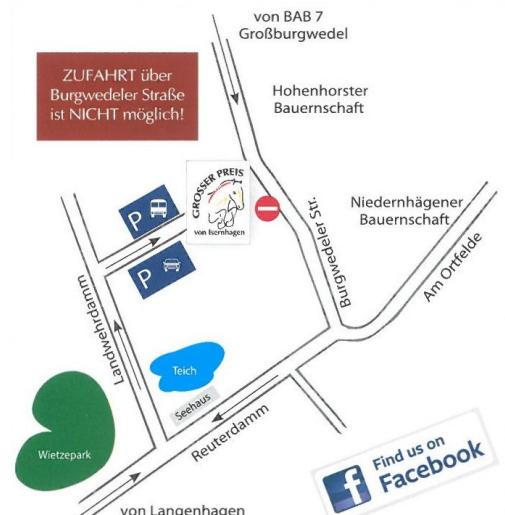 von BAB 7
Großburgwedel
ZUFAHRT über
Burgwedeler Straße
ist NICHT möglich!
Hohenhorster
Bauernschaft
GROSSER PREIS
von Isernhagen
P
P
Niedernhägener
Bauernschaft
Burgwedeler Str.
Am Ortfelde
Landwehrdamm
Teich
Seehaus
Reuterdamm
Wietzepark
von Langenhagen
Find us on
Facebook
f